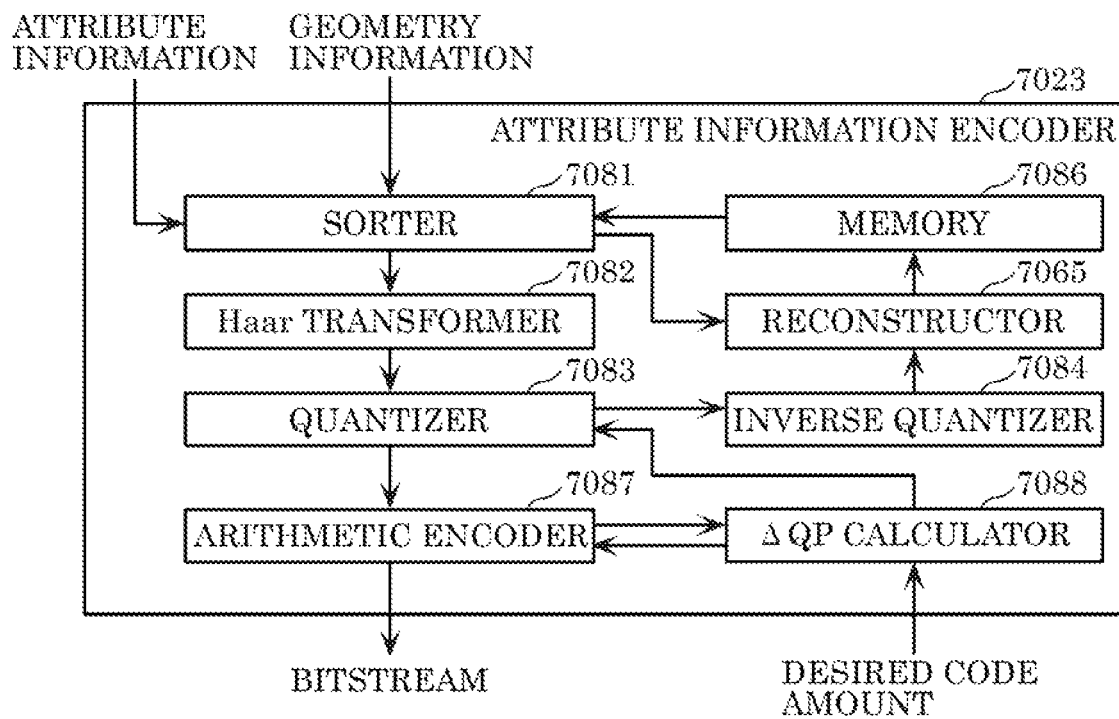 ATTRIBUTE
INFORMATION
GEOMETRY
INFORMATION
7023
ATTRIBUTE INFORMATION ENCODER
7081
SORTER
7086
MEMORY
7082
Haar TRANSFORMER
7065
RECONSTRUCTOR
7083
QUANTIZER
7084
INVERSE QUANTIZER
7087
ARITHMETIC ENCODER
7088
Δ QP CALCULATOR
BITSTREAM
DESIRED CODE
AMOUNT